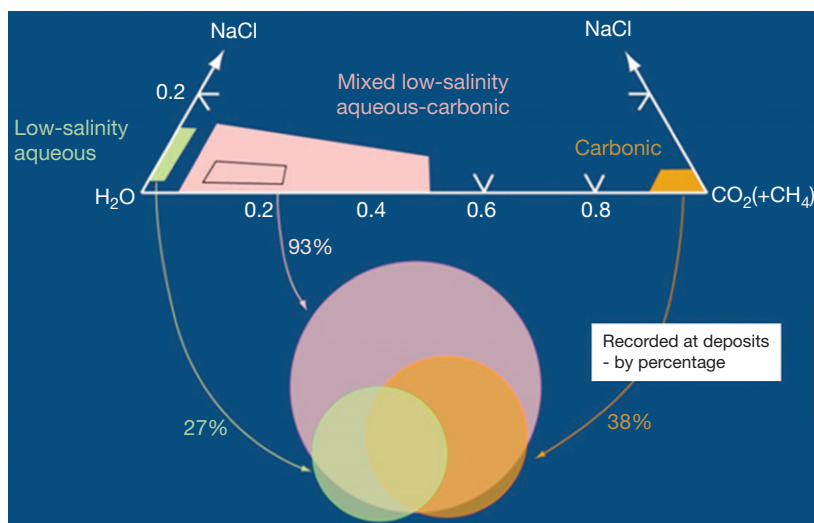 NaCl
NaCl
0.2
Mixed low-salinity
aqueous-carbonic
Low-salinity
aqueous
Carbonic
H₂O
CO₂(+CH₄)
0.2
0.4
0.6
0.8
93%
Recorded at deposits
- by percentage
27%
38%